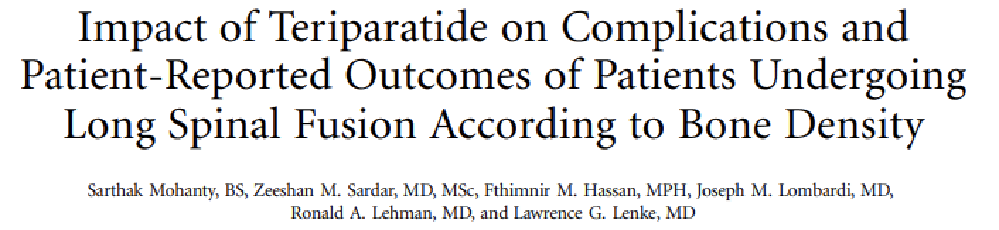 Impact of Teriparatide on Complications and
Patient-Reported Outcomes of Patients Undergoing
Long Spinal Fusion According to Bone Density
Sarthak Mohanty, BS, Zeeshan M. Sardar, MD, MSc, Fthimnir M. Hassan, MPH, Joseph M. Lombardi, MD,
Ronald A. Lehman, MD, and Lawrence G. Lenke, MD